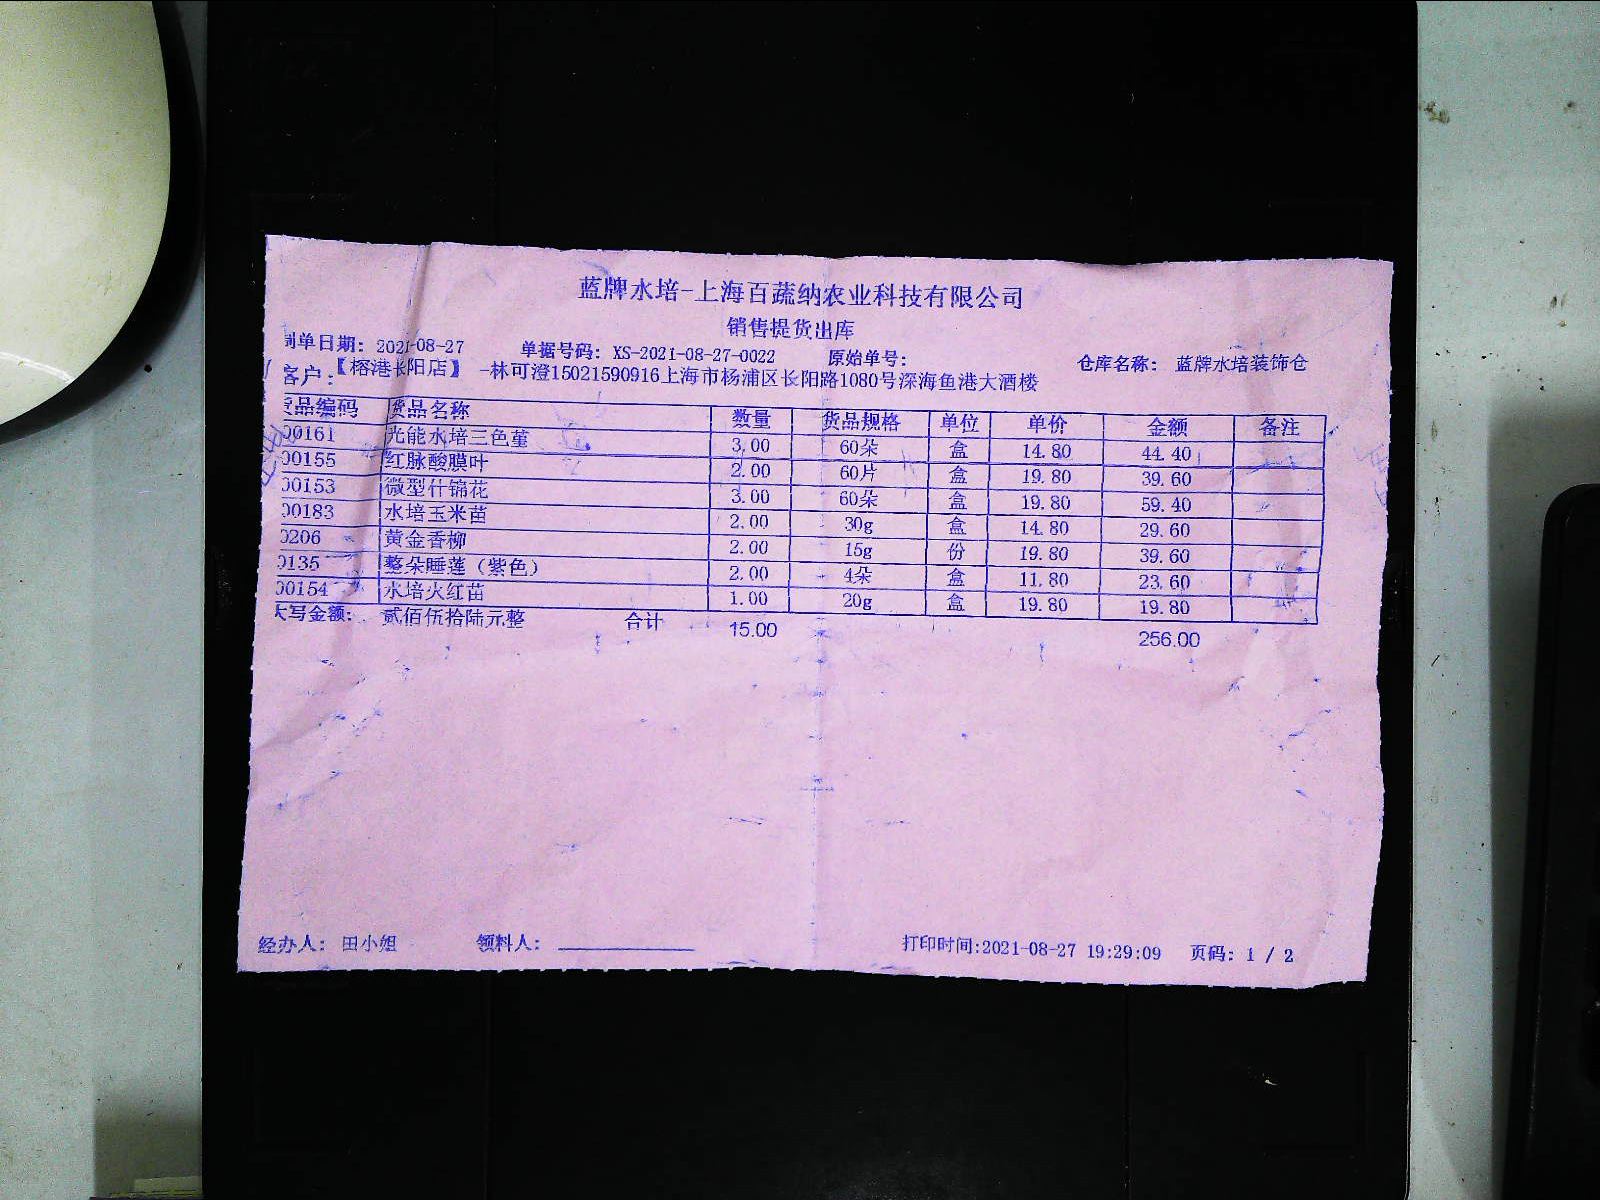 蓝牌水培-上海百蔬纳农业科技有限公司
销售提货出库
制单日期: 2021-08-27 单据号码: XS-2021-08-27-0022 原始单号: 仓库名称: 蓝牌水培装饰仓
客户:【榕港长阳店】 -林可澄15021590916上海市杨浦区长阳路1080号深海鱼港大酒楼
货品编码 货品名称 数量 货品规格 单位 单价 金额 备注
00161 光能水培三色堇 3.00 60朵 盒 14.80 44.40
00155 红脉酸膜叶 2.00 60片 盒 19.80 39.60
00153 微型什锦花 3.00 60朵 盒 19.80 59.40
00183 水培玉米苗 2.00 30g 盒 14.80 29.60
0206 黄金香柳 2.00 15g 份 19.80 39.60
0135 整朵睡莲（紫色） 2.00 4朵 盒 11.80 23.60
00154 水培火红苗 1.00 20g 盒 19.80 19.80
大写金额: 贰佰伍拾陆元整 合计 15.00 256.00
经办人: 田小姐 领料人: 打印时间:2021-08-27 19:29:09 页码: 1 / 2